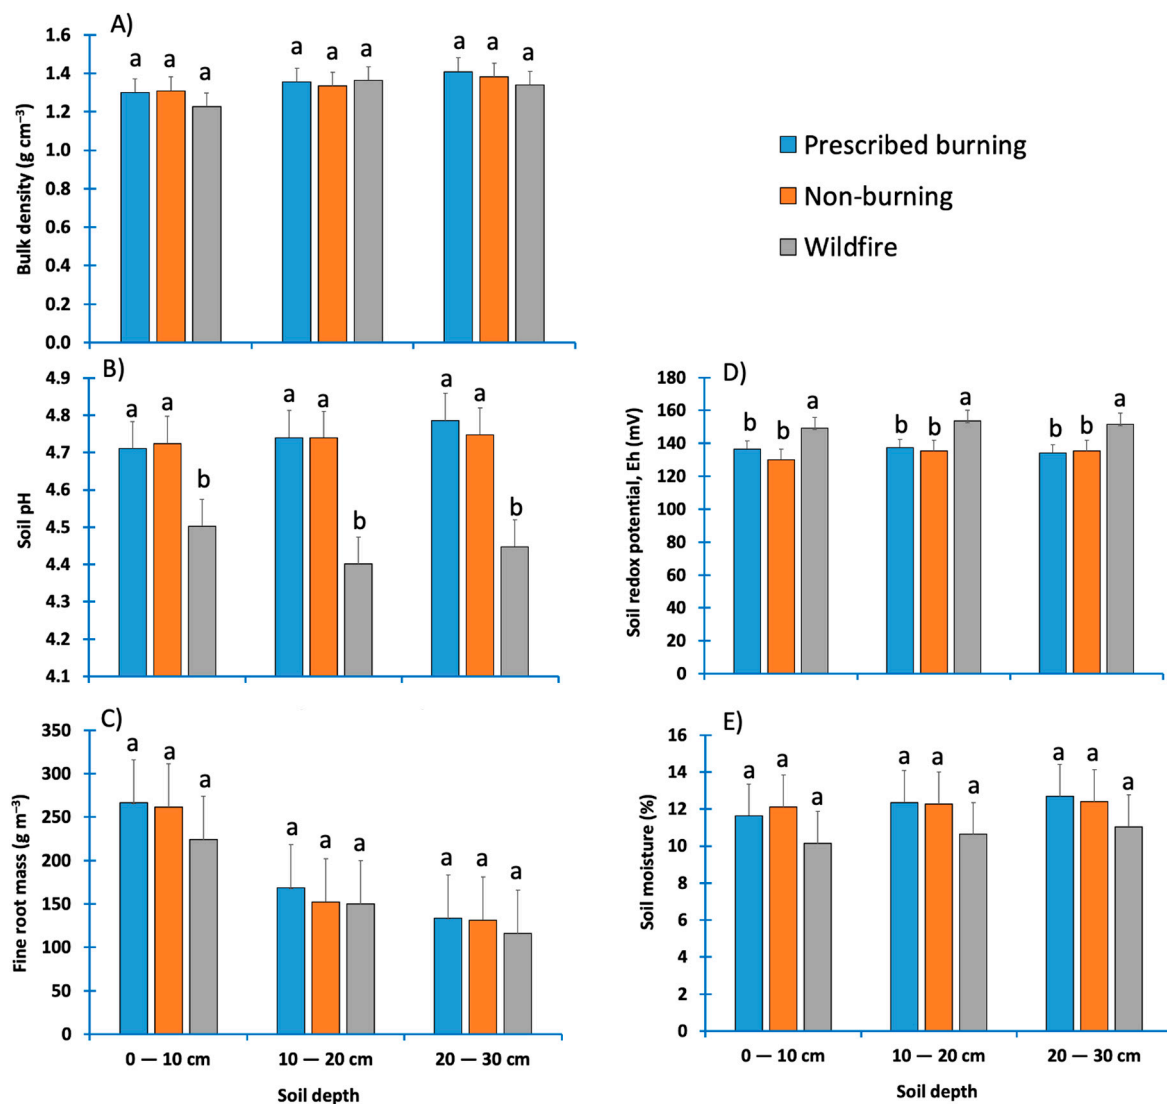 A)
Bulk density (g cm⁻³)
1.6
1.4
1.2
1.0
0.8
0.6
0.4
0.2
0.0
a a a a a a a a a
Prescribed burning
Non-burning
Wildfire
B)
Soil pH
4.9
4.8
4.7
4.6
4.5
4.4
4.3
4.2
4.1
a a b a a b a a b
D)
Soil redox potential, Eh (mV)
180
160
140
120
100
80
60
40
20
0
b b a b b a b b a
C)
Fine root mass (g m⁻³)
350
300
250
200
150
100
50
0
a a a a a a a a a
0 — 10 cm 10 — 20 cm 20 — 30 cm
Soil depth
E)
Soil moisture (%)
16
14
12
10
8
6
4
2
0
a a a a a a a a a
0 — 10 cm 10 — 20 cm 20 — 30 cm
Soil depth